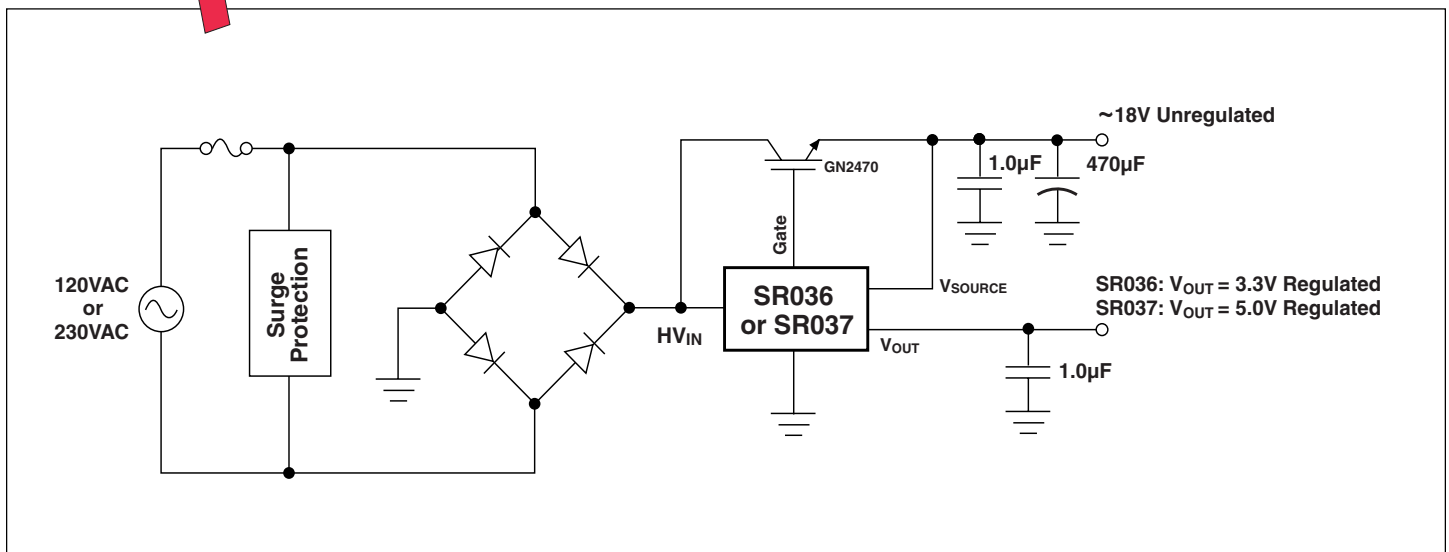 120VAC
or
230VAC
Surge
Protection
HVIN
Gate
GN2470
SR036
or SR037
VSOURCE
VOUT
~18V Unregulated
1.0µF
470µF
SR036: VOUT = 3.3V Regulated
SR037: VOUT = 5.0V Regulated
1.0µF